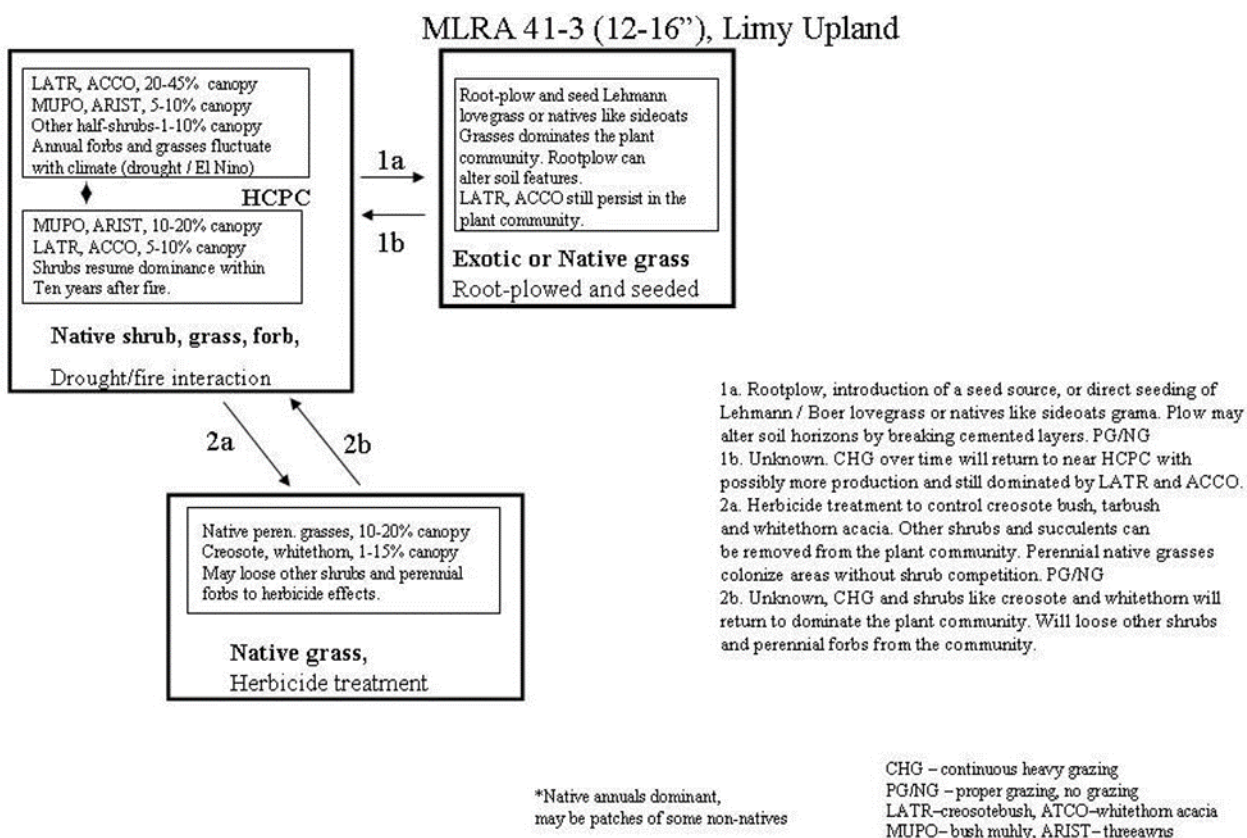 MLRA 41-3 (12-16”), Limy Upland
LATR, ACCO, 20-45% canopy
MUPO, ARIST, 5-10% canopy
Other half-shrubs-1-10% canopy
Annual forbs and grasses fluctuate
with climate (drought / El Nino)
HCPC
MUPO, ARIST, 10-20% canopy
LATR, ACCO, 5-10% canopy
Shrubs resume dominance within
Ten years after fire.
Native shrub, grass, forb,
Drought/fire interaction
1a
1b
Root-plow and seed Lehmann
lovegrass or natives like sideoats
Grasses dominates the plant
community. Rootplow can
alter soil features.
LATR, ACCO still persist in the
plant community.
Exotic or Native grass
Root-plowed and seeded
2a
2b
Native peren. grasses, 10-20% canopy
Creosote, whitethorn, 1-15% canopy
May loose other shrubs and perennial
forbs to herbicide effects.
Native grass,
Herbicide treatment
1a. Rootplow, introduction of a seed source, or direct seeding of
Lehmann / Boer lovegrass or natives like sideoats grama. Plow may
alter soil horizons by breaking cemented layers. PG/NG
1b. Unknown. CHG over time will return to near HCPC with
possibly more production and still dominated by LATR and ACCO.
2a. Herbicide treatment to control creosote bush, tarbush
and whitethorn acacia. Other shrubs and succulents can
be removed from the plant community. Perennial native grasses
colonize areas without shrub competition. PG/NG
2b. Unknown, CHG and shrubs like creosote and whitethorn will
return to dominate the plant community. Will loose other shrubs
and perennial forbs from the community.
*Native annuals dominant,
may be patches of some non-natives
CHG – continuous heavy grazing
PG/NG – proper grazing, no grazing
LATR–creosotebush, ATCO–whitethorn acacia
MUPO– bush muhly, ARIST– threeawns